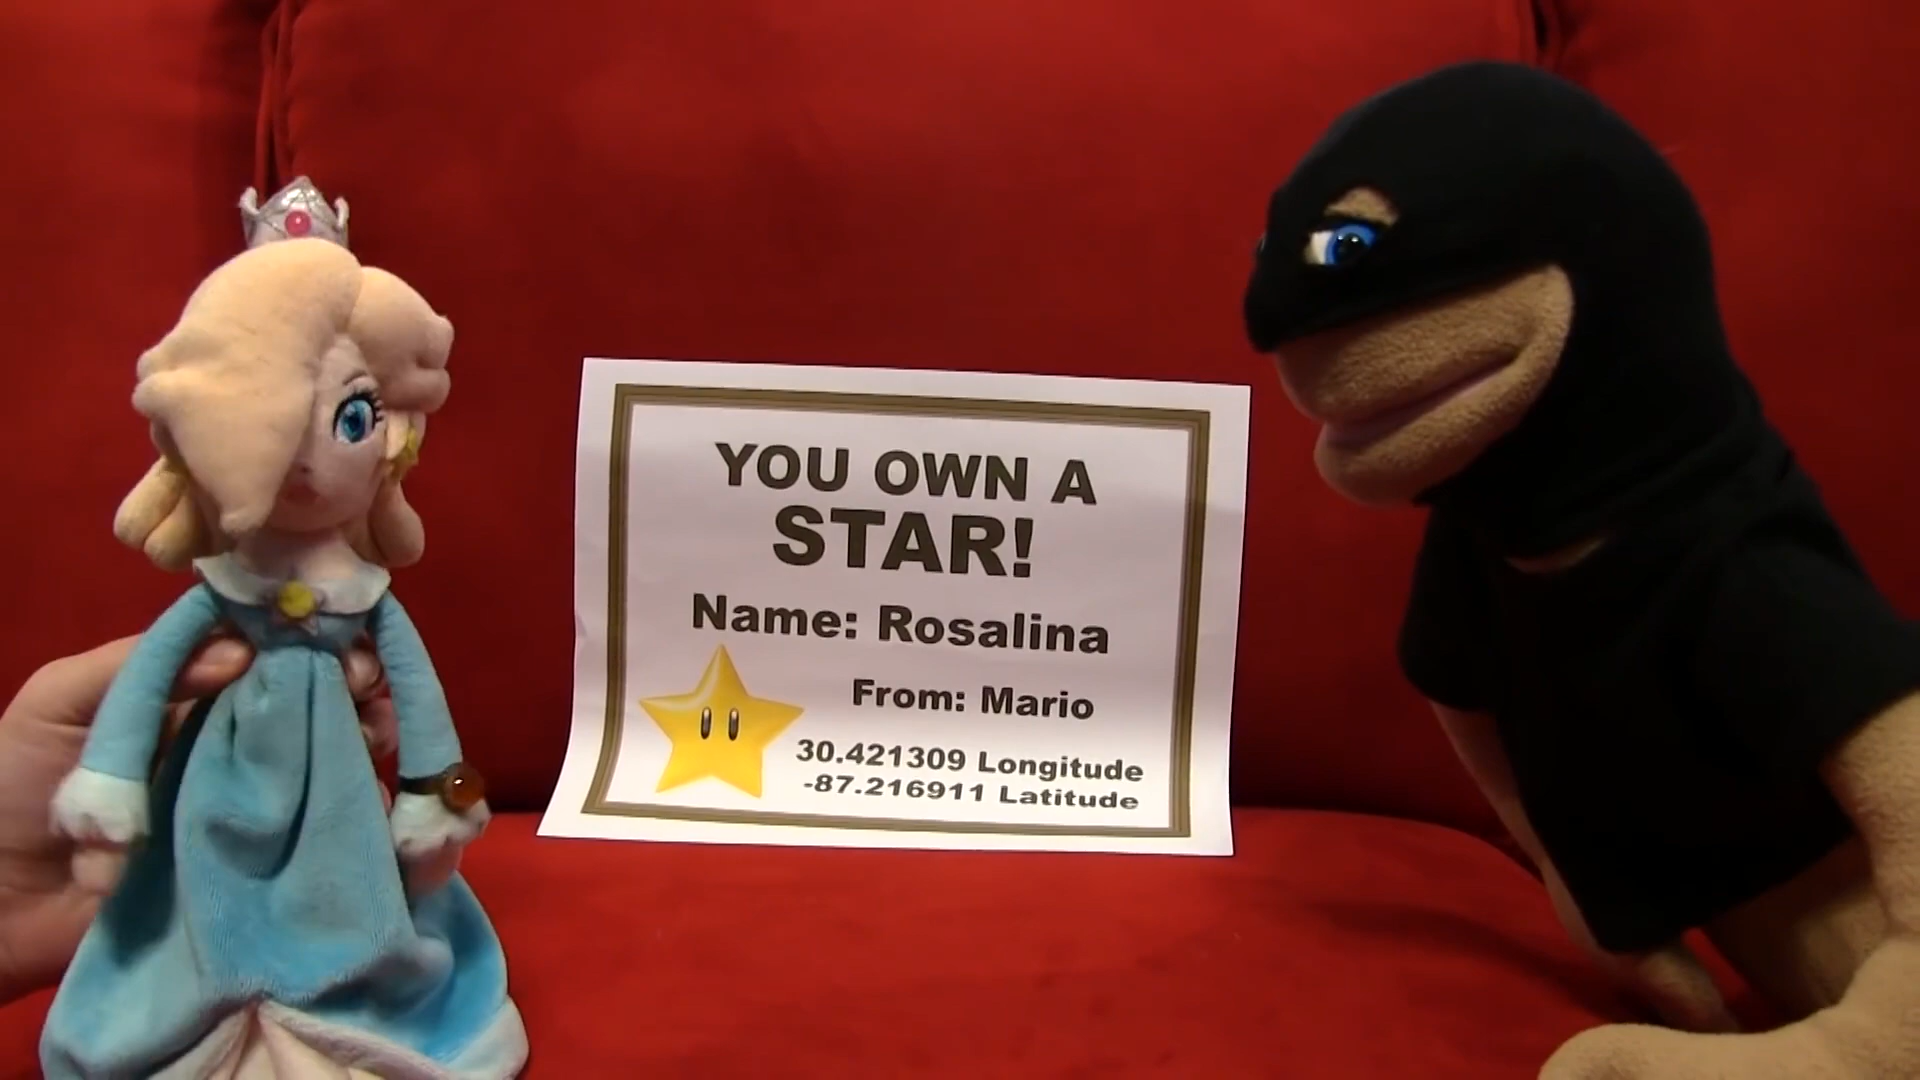 YOU OWN A
STAR!
Name: Rosalina
From: Mario
30.421309 Longitude
-87.216911 Latitude